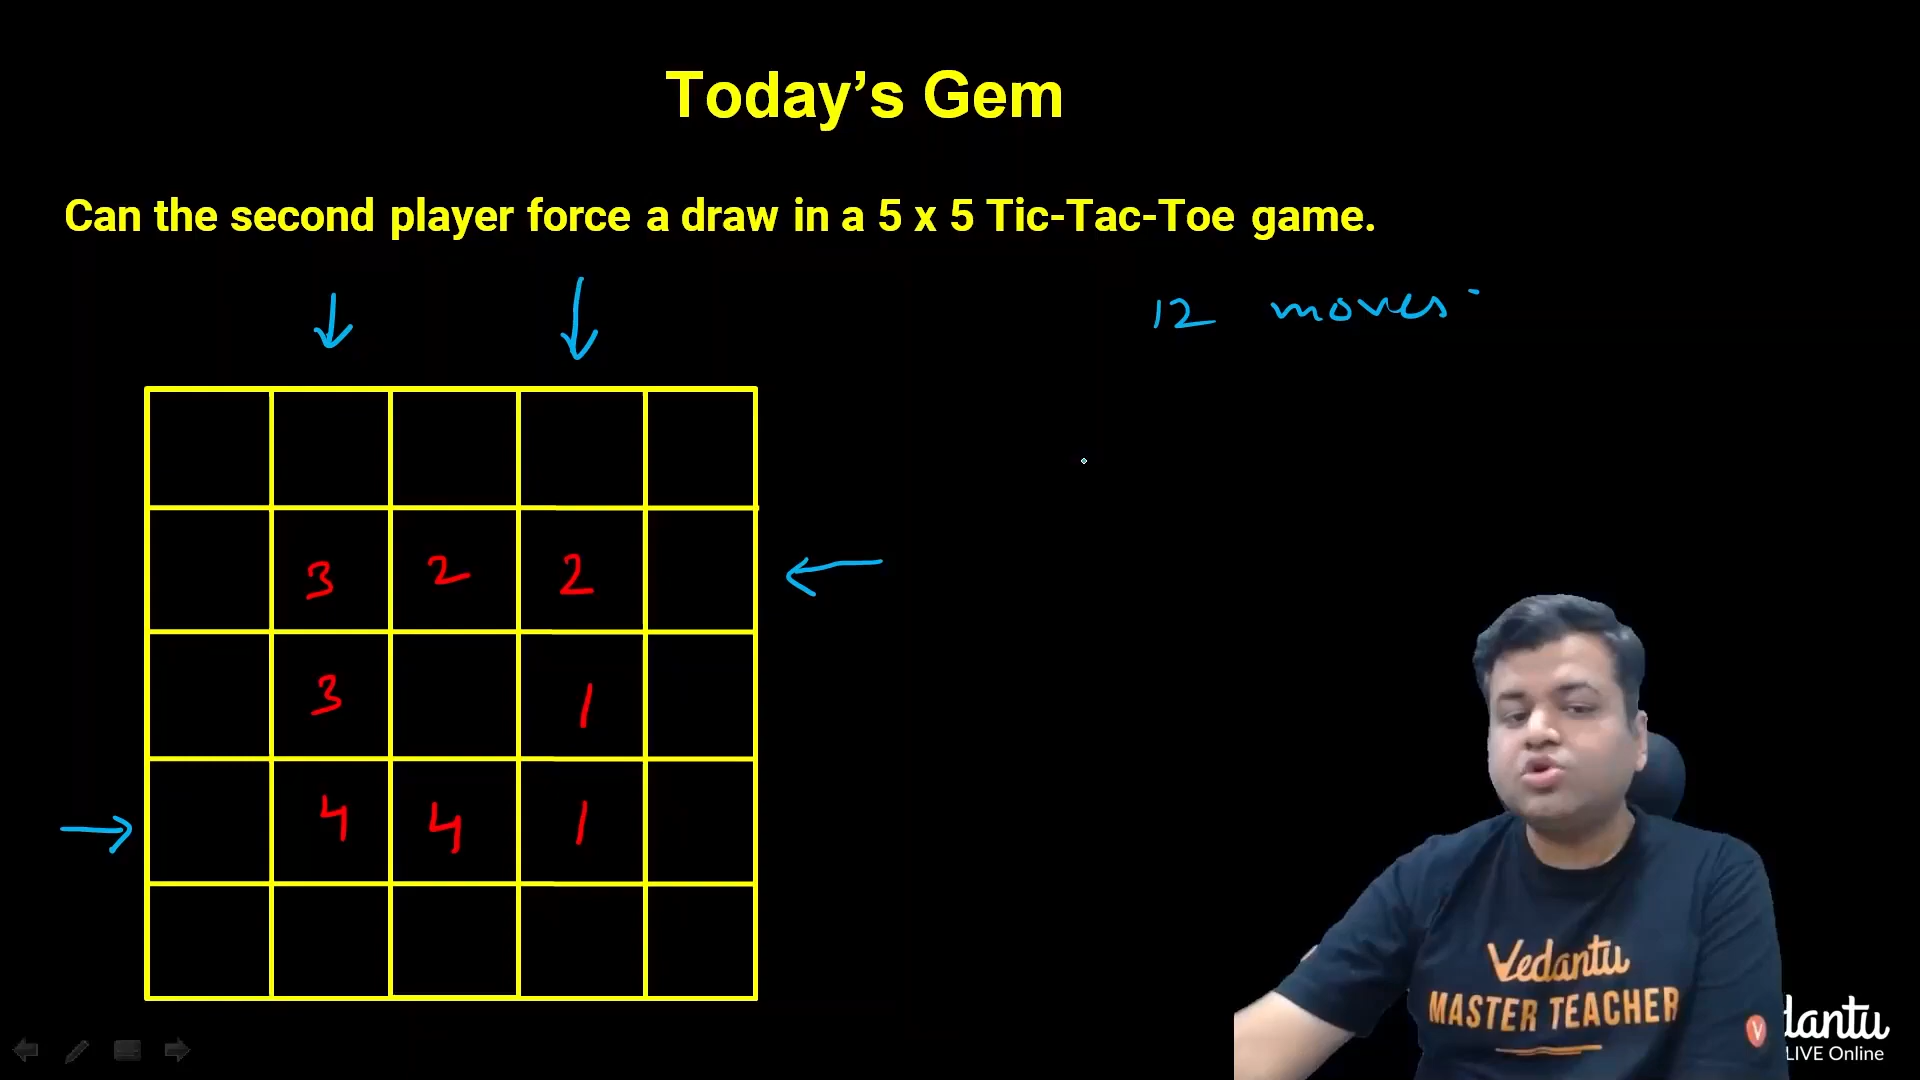 Today's Gem
Can the second player force a draw in a 5 x 5 Tic-Tac-Toe game.
12 moves
3 2 2
3 1
4 4 1
Vedantu
MASTER TEACHER
V
dantu
LIVE Online